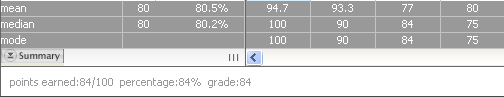 mean 80 80.5% 94.7 93.3 77 80
median 80 80.2% 100 90 84 75
mode 100 90 84 75
Summary
points earned:84/100 percentage:84% grade:84